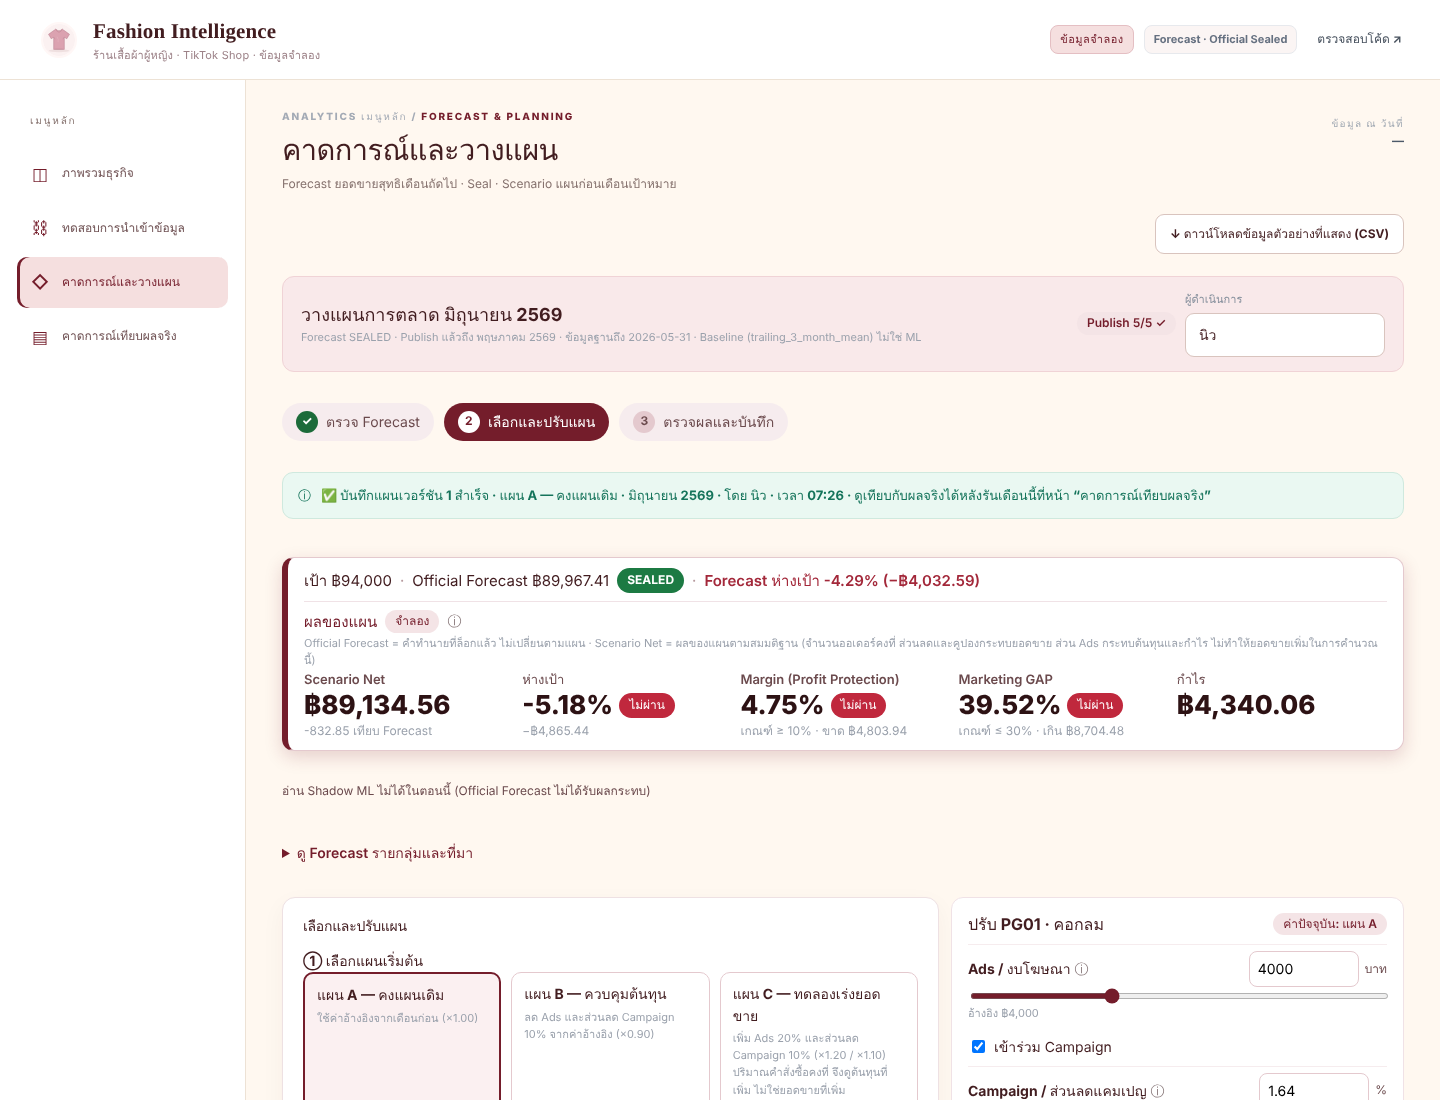 Fashion Intelligence
ร้านเสื้อผ้าผู้หญิง · TikTok Shop · ข้อมูลจำลอง
ข้อมูลจำลอง
Forecast · Official Sealed
ตรวจสอบโค้ด ↗
เมนูหลัก
ภาพรวมธุรกิจ
ทดสอบการนำเข้าข้อมูล
คาดการณ์และวางแผน
คาดการณ์เทียบผลจริง
ANALYTICS เมนูหลัก / FORECAST & PLANNING
คาดการณ์และวางแผน
Forecast ยอดขายสุทธิเดือนถัดไป · Seal · Scenario แผนก่อนเดือนเป้าหมาย
ข้อมูล ณ วันที่
—
↓ ดาวน์โหลดข้อมูลตัวอย่างที่แสดง (CSV)
วางแผนการตลาด มิถุนายน 2569
Forecast SEALED · Publish แล้วถึง พฤษภาคม 2569 · ข้อมูลฐานถึง 2026-05-31 · Baseline (trailing_3_month_mean) ไม่ใช่ ML
Publish 5/5 ✓
ผู้ดำเนินการ
นิว
✓ ตรวจ Forecast
2 เลือกและปรับแผน
3 ตรวจผลและบันทึก
ⓘ ✅ บันทึกแผนเวอร์ชัน 1 สำเร็จ · แผน A — คงแผนเดิม · มิถุนายน 2569 · โดย นิว · เวลา 07:26 · ดูเทียบกับผลจริงได้หลังรันเดือนนี้ที่หน้า “คาดการณ์เทียบผลจริง”
เป้า ฿94,000 · Official Forecast ฿89,967.41 SEALED · Forecast ห่างเป้า -4.29% (−฿4,032.59)
ผลของแผน จำลอง ⓘ
Official Forecast = คำทำนายที่ล็อกแล้ว ไม่เปลี่ยนตามแผน · Scenario Net = ผลของแผนตามสมมติฐาน (จำนวนออเดอร์คงที่ ส่วนลดและคูปองกระทบยอดขาย ส่วน Ads กระทบต้นทุนและกำไร ไม่ทำให้ยอดขายเพิ่มในการคำนวณ
นี้)
Scenario Net
฿89,134.56
-832.85 เทียบ Forecast
ห่างเป้า
-5.18% ไม่ผ่าน
−฿4,865.44
Margin (Profit Protection)
4.75% ไม่ผ่าน
เกณฑ์ ≥ 10% · ขาด ฿4,803.94
Marketing GAP
39.52% ไม่ผ่าน
เกณฑ์ ≤ 30% · เกิน ฿8,704.48
กำไร
฿4,340.06
อ่าน Shadow ML ไม่ได้ในตอนนี้ (Official Forecast ไม่ได้รับผลกระทบ)
▶ ดู Forecast รายกลุ่มและที่มา
เลือกและปรับแผน
① เลือกแผนเริ่มต้น
แผน A — คงแผนเดิม
ใช้ค่าอ้างอิงจากเดือนก่อน (×1.00)
แผน B — ควบคุมต้นทุน
ลด Ads และส่วนลด Campaign
10% จากค่าอ้างอิง (×0.90)
แผน C — ทดลองเร่งยอด
ขาย
เพิ่ม Ads 20% และส่วนลด
Campaign 10% (×1.20 / ×1.10)
ปริมาณคำสั่งซื้อคงที่ จึงดูต้นทุนที่
เพิ่ม ไม่ใช่ยอดขายที่เพิ่ม
ปรับ PG01 · คอกลม
ค่าปัจจุบัน: แผน A
Ads / งบโฆษณา ⓘ
4000 บาท
อ้างอิง ฿4,000
เข้าร่วม Campaign
Campaign / ส่วนลดแคมเปญ ⓘ
1.64 %